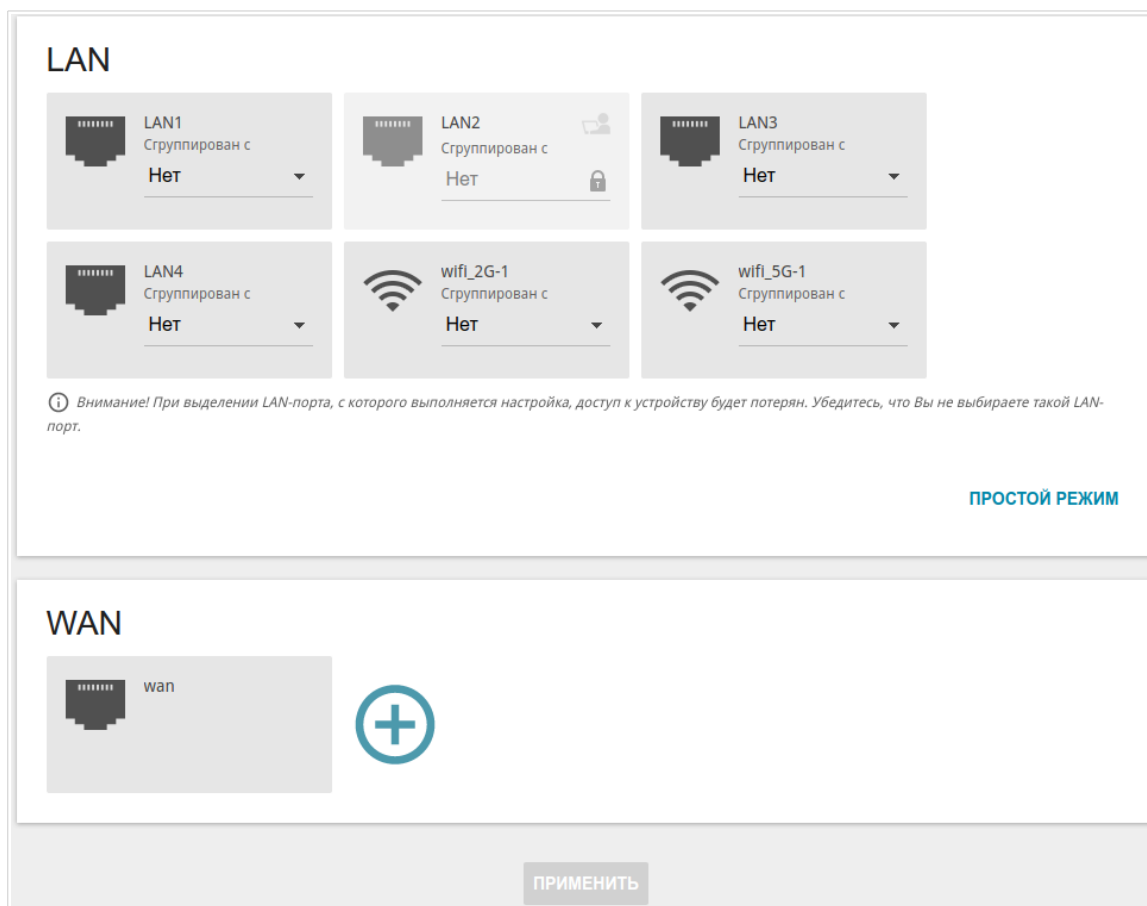 LAN
LAN1
Сгруппирован с
Нет
LAN2
Сгруппирован с
Нет
LAN3
Сгруппирован с
Нет
LAN4
Сгруппирован с
Нет
wifi_2G-1
Сгруппирован с
Нет
wifi_5G-1
Сгруппирован с
Нет
Внимание! При выделении LAN-порта, с которого выполняется настройка, доступ к устройству будет потерян. Убедитесь, что Вы не выбираете такой LAN-
порт.
ПРОСТОЙ РЕЖИМ
WAN
wan
ПРИМЕНИТЬ